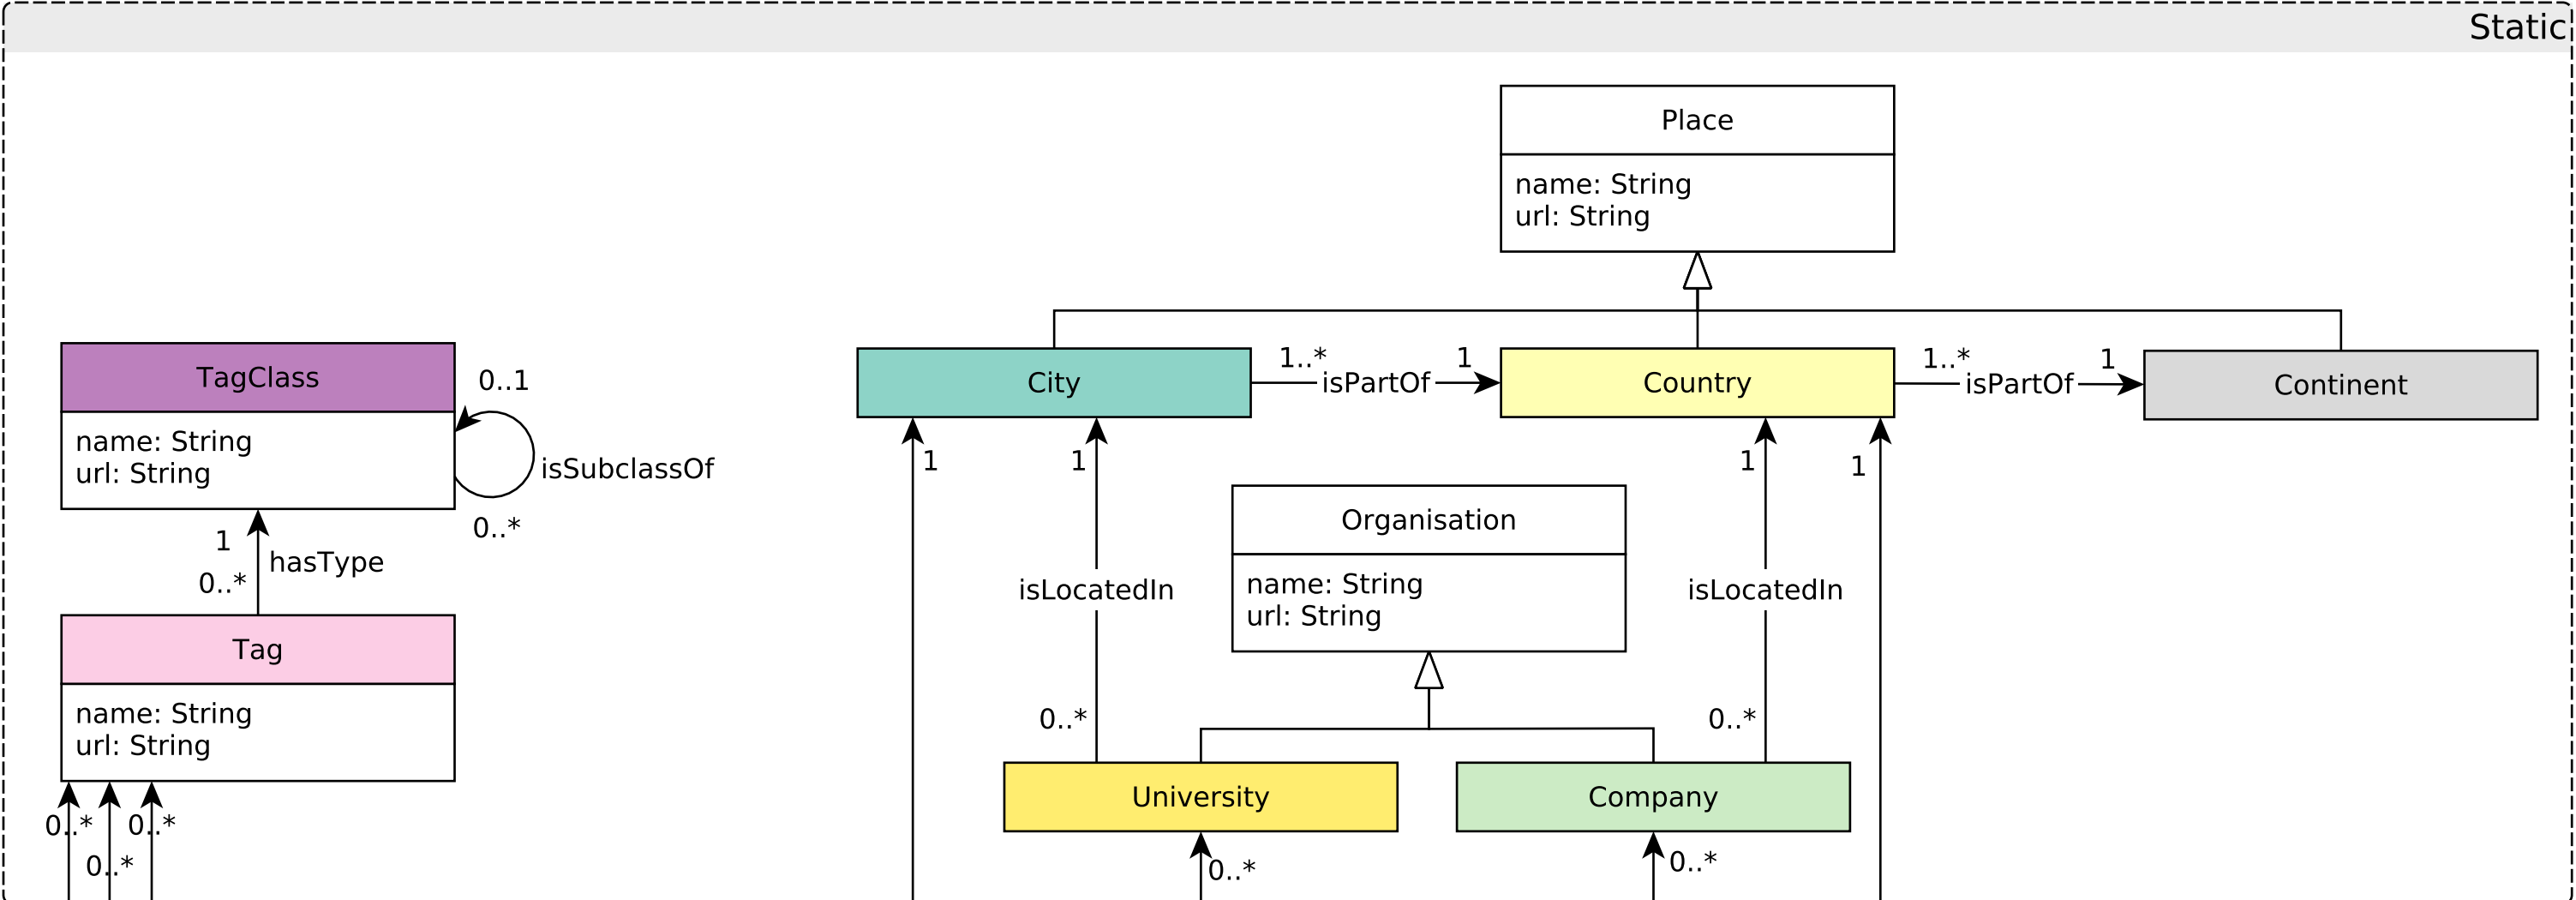 Static
Place
name: String
url: String
TagClass
name: String
url: String
0..1
isSubclassOf
0..*
City
1..*
isPartOf
1
Country
1..*
isPartOf
1
Continent
1
1
1
1
1
hasType
0..*
Organisation
name: String
url: String
isLocatedIn
isLocatedIn
Tag
name: String
url: String
0..*
0..*
University
Company
0..*
0..*
0..*
0..*
0..*